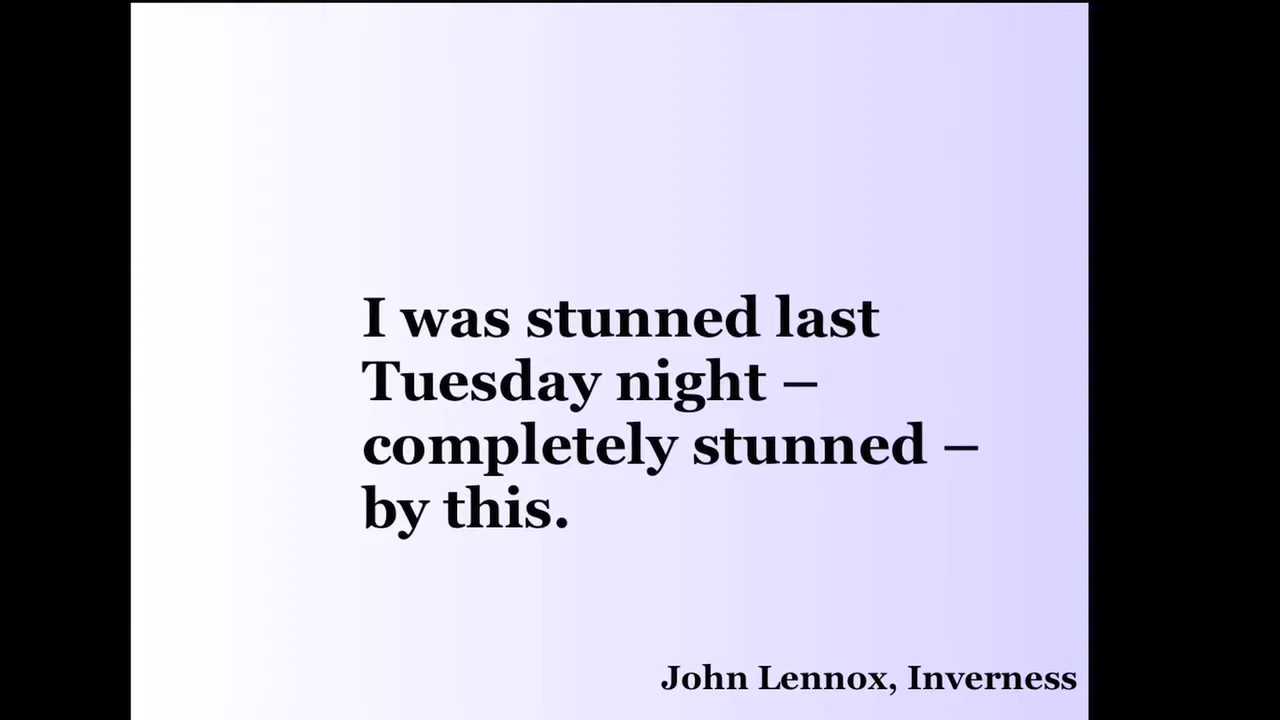 I was stunned last
Tuesday night –
completely stunned –
by this.
John Lennox, Inverness